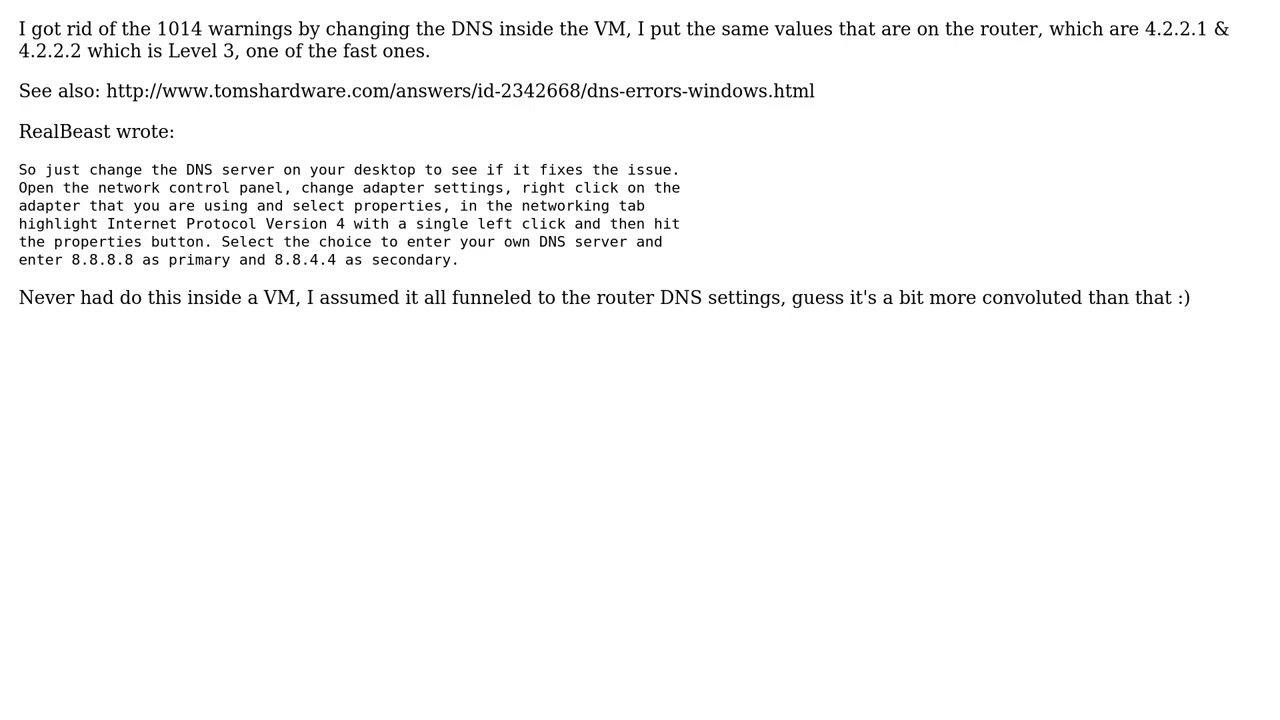 I got rid of the 1014 warnings by changing the DNS inside the VM, I put the same values that are on the router, which are 4.2.2.1 &
4.2.2.2 which is Level 3, one of the fast ones.
See also: http://www.tomshardware.com/answers/id-2342668/dns-errors-windows.html
RealBeast wrote:
So just change the DNS server on your desktop to see if it fixes the issue.
Open the network control panel, change adapter settings, right click on the
adapter that you are using and select properties, in the networking tab
highlight Internet Protocol Version 4 with a single left click and then hit
the properties button. Select the choice to enter your own DNS server and
enter 8.8.8.8 as primary and 8.8.4.4 as secondary.
Never had do this inside a VM, I assumed it all funneled to the router DNS settings, guess it's a bit more convoluted than that :)